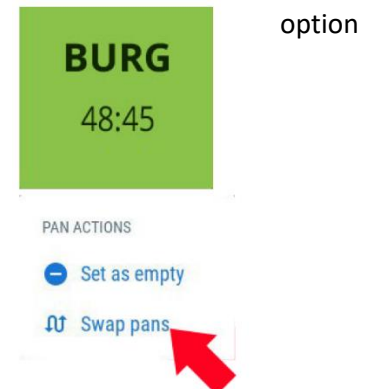 option
BURG
48:45
PAN ACTIONS
Set as empty
Swap pans